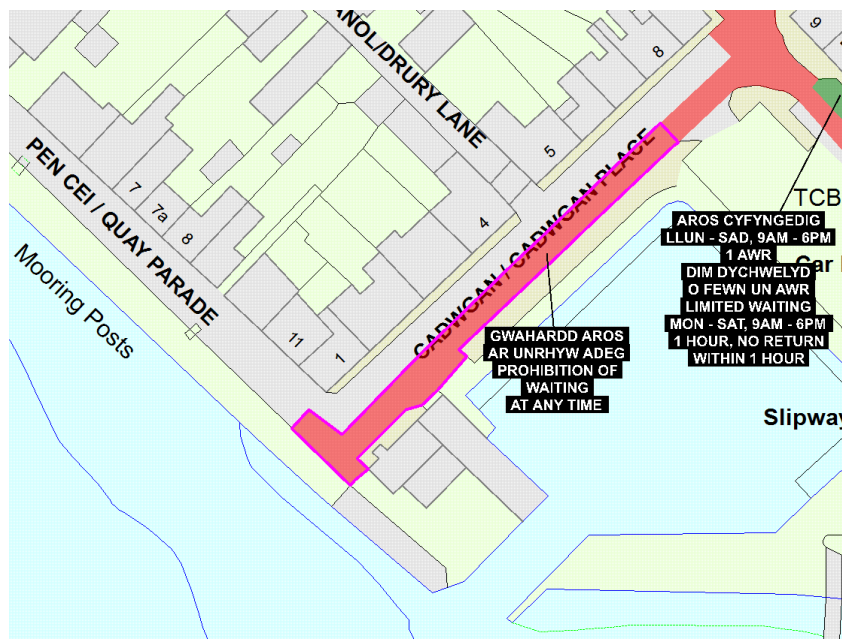 ANOL/DRURY LANE
9
8
5
PEN CEI / QUAY PARADE
7
7a
8
4
CADWGAN / CADWGAN PLACE
TCB
AROS CYFYNGEDIG
LLUN - SAD, 9AM - 6PM
1 AWR
DIM DYCHWELYD
O FEWN UN AWR
LIMITED WAITING
MON - SAT, 9AM - 6PM
1 HOUR, NO RETURN
WITHIN 1 HOUR
Car
Mooring Posts
11
1
GWAHARDD AROS
AR UNRHYW ADEG
PROHIBITION OF
WAITING
AT ANY TIME
Slipway